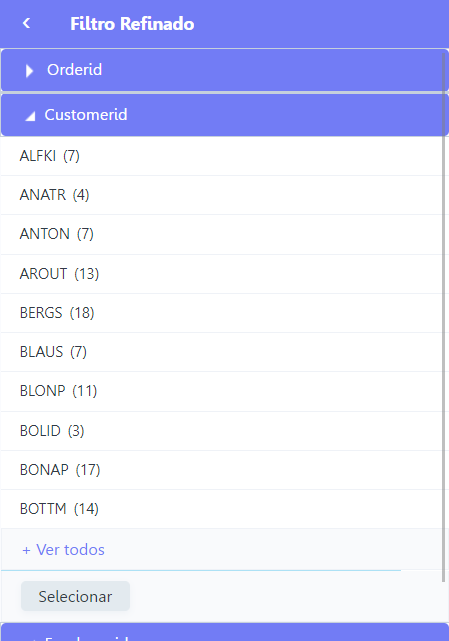 Filtro Refinado
Orderid
Customerid
ALFKI (7)
ANATR (4)
ANTON (7)
AROUT (13)
BERGS (18)
BLAUS (7)
BLONP (11)
BOLID (3)
BONAP (17)
BOTTM (14)
+ Ver todos
Selecionar